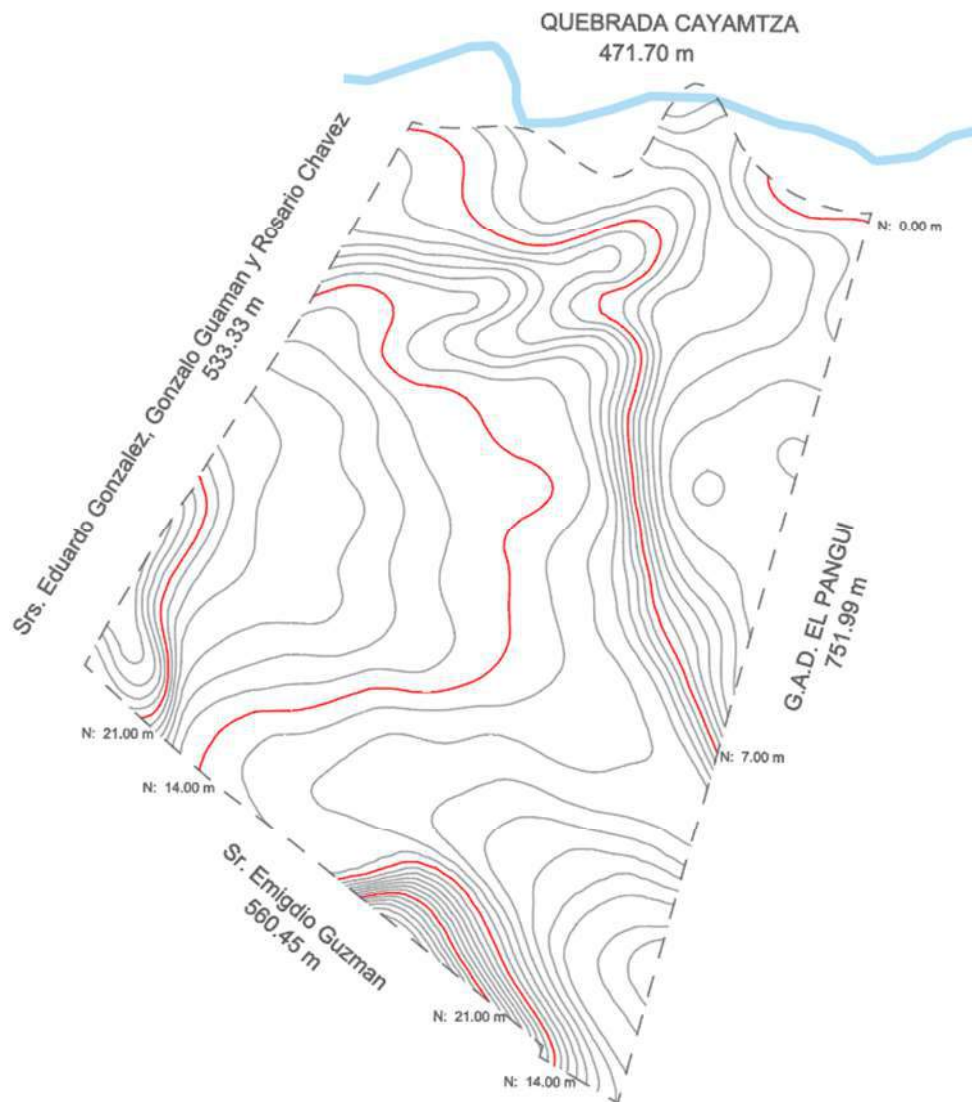 QUEBRADA CAYAMTZA
471.70 m
Srs. Eduardo Gonzalez, Gonzalo Guaman y Rosario Chavez
533.33 m
N: 0.00 m
G.A.D. EL PANGUI
751.99 m
N: 21.00 m
N: 7.00 m
N: 14.00 m
Sr. Emigdio Guzman
560.45 m
N: 21.00 m
N: 14.00 m